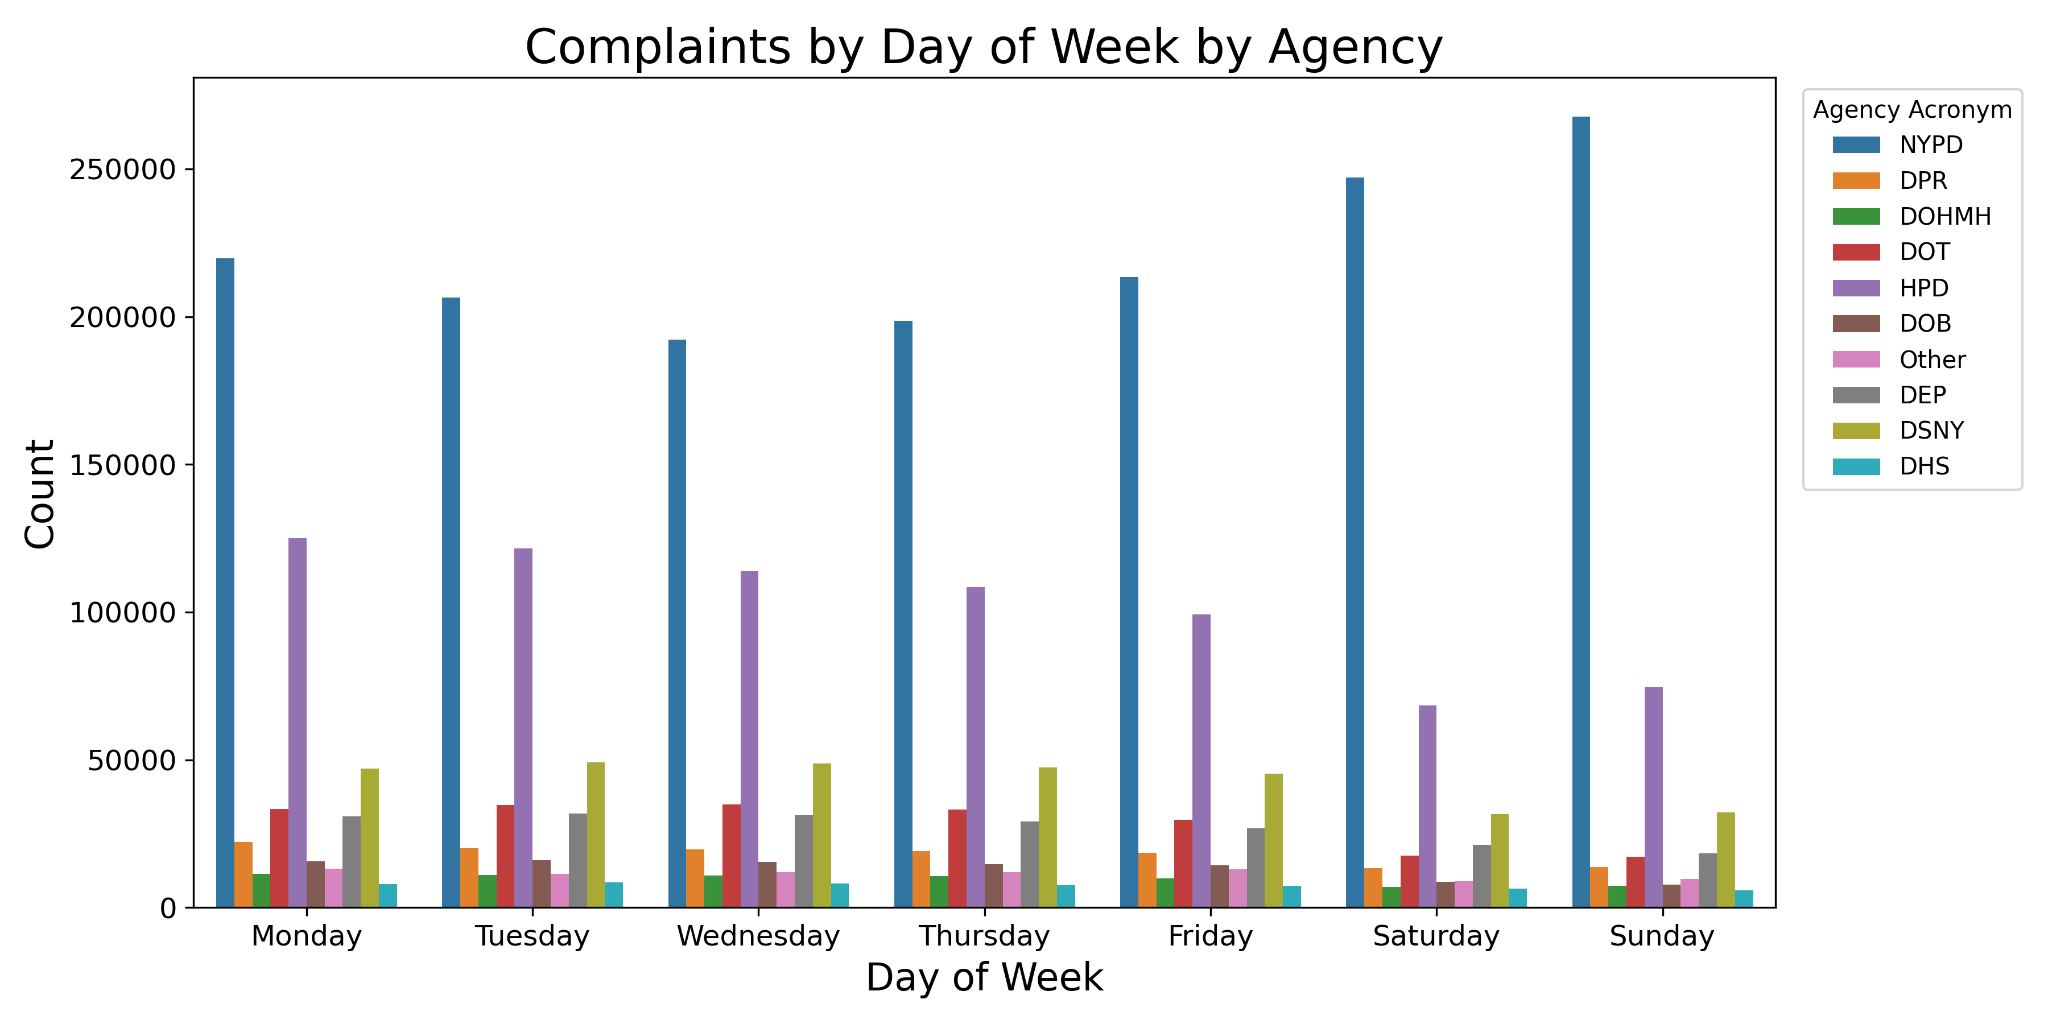 Complaints by Day of Week by Agency
Count
250000
200000
150000
100000
50000
0
Monday Tuesday Wednesday Thursday Friday Saturday Sunday
Day of Week
Agency Acronym
NYPD
DPR
DOHMH
DOT
HPD
DOB
Other
DEP
DSNY
DHS